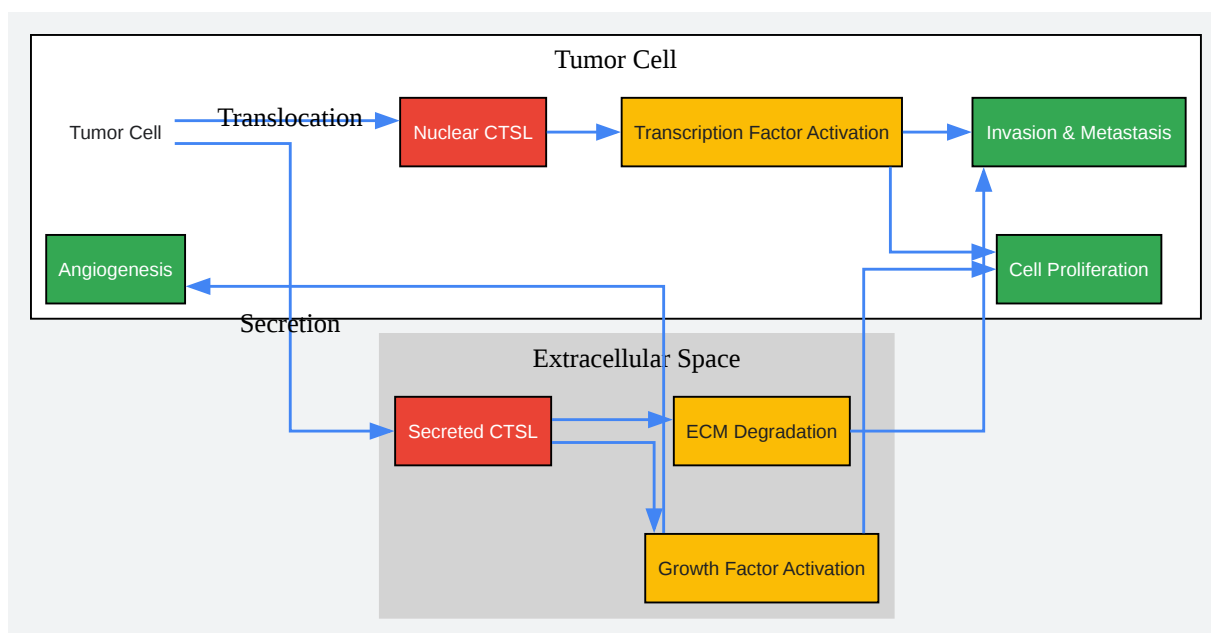 Tumor Cell
Tumor Cell
Translocation
Nuclear CTSL
Transcription Factor Activation
Invasion & Metastasis
Angiogenesis
Cell Proliferation
Secretion
Extracellular Space
Secreted CTSL
ECM Degradation
Growth Factor Activation